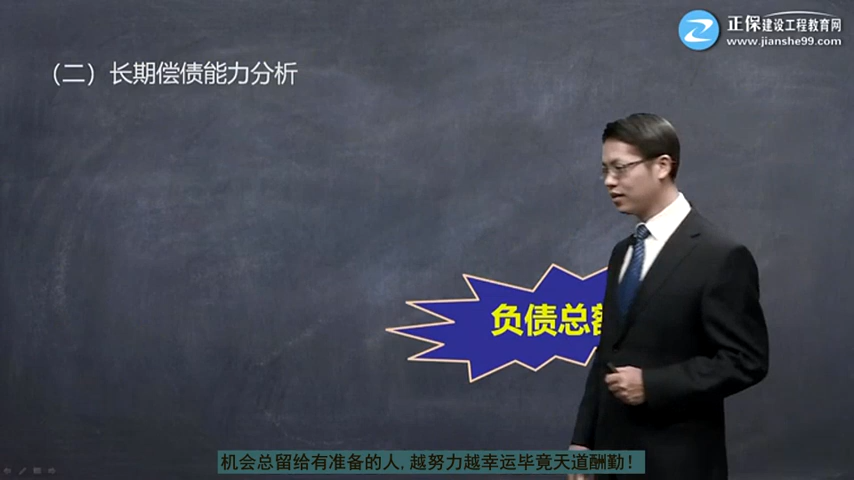 正保建设工程教育网
www.jianshe99.com
（二）长期偿债能力分析
负债总额
机会总留给有准备的人,越努力越幸运毕竟天道酬勤！